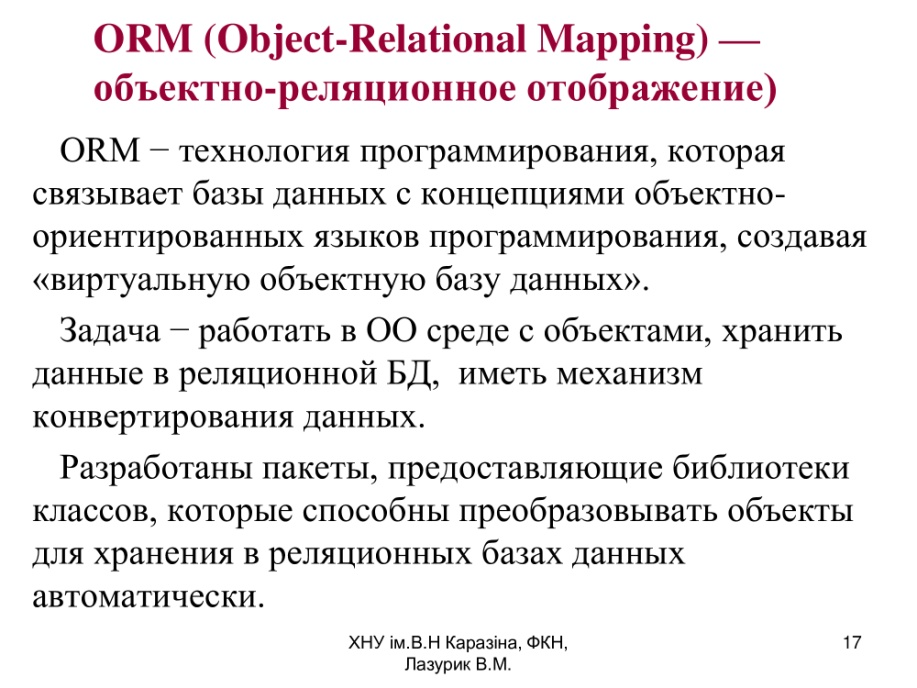 ORM (Object-Relational Mapping) —
объектно-реляционное отображение)
ORM − технология программирования, которая
связывает базы данных с концепциями объектно-
ориентированных языков программирования, создавая
«виртуальную объектную базу данных».
Задача − работать в ОО среде с объектами, хранить
данные в реляционной БД, иметь механизм
конвертирования данных.
Разработаны пакеты, предоставляющие библиотеки
классов, которые способны преобразовывать объекты
для хранения в реляционных базах данных
автоматически.
ХНУ ім.В.Н Каразіна, ФКН,
Лазурик В.М.
17